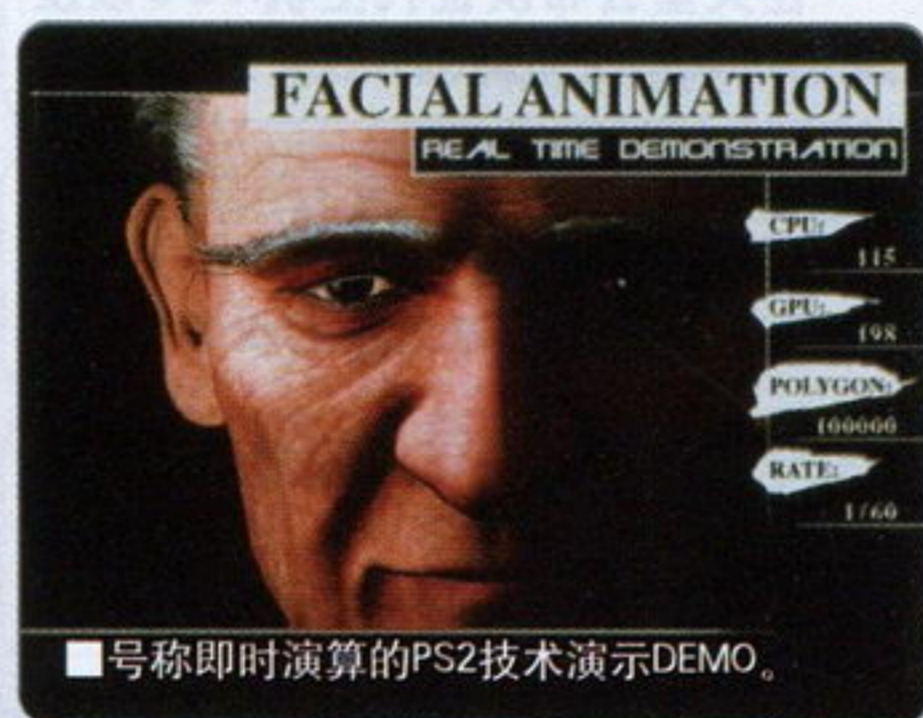 FACIAL ANIMATION
REAL TIME DEMONSTRATION
CPU:
115
GPU:
198
POLYGON:
100000
RATE:
1/60
■号称即时演算的PS2技术演示DEMO。